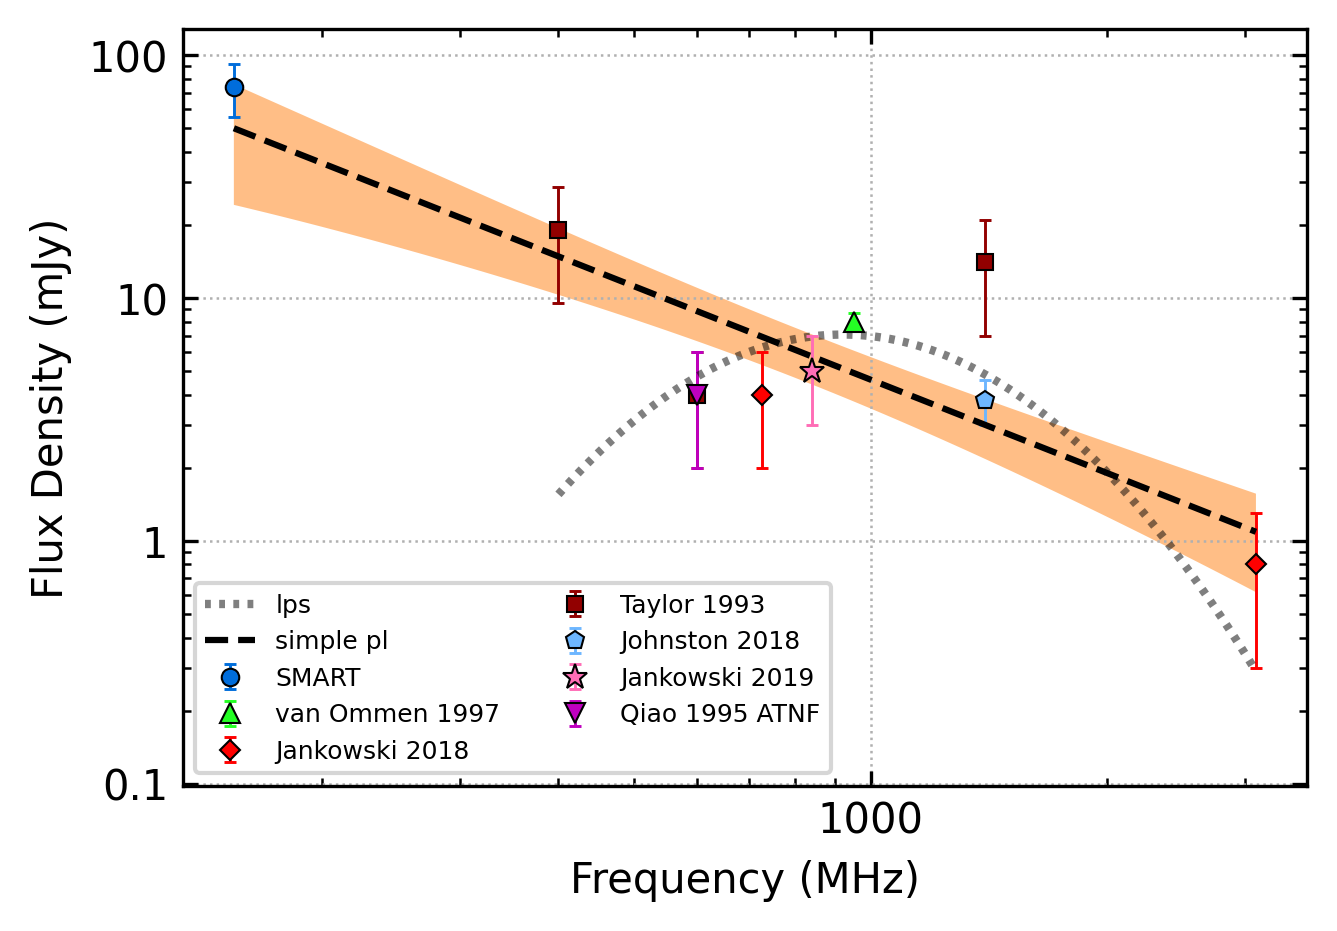 100
10
1
0.1
Flux Density (mJy)
lps
simple pl
SMART
van Ommen 1997
Jankowski 2018
Taylor 1993
Johnston 2018
Jankowski 2019
Qiao 1995 ATNF
1000
Frequency (MHz)